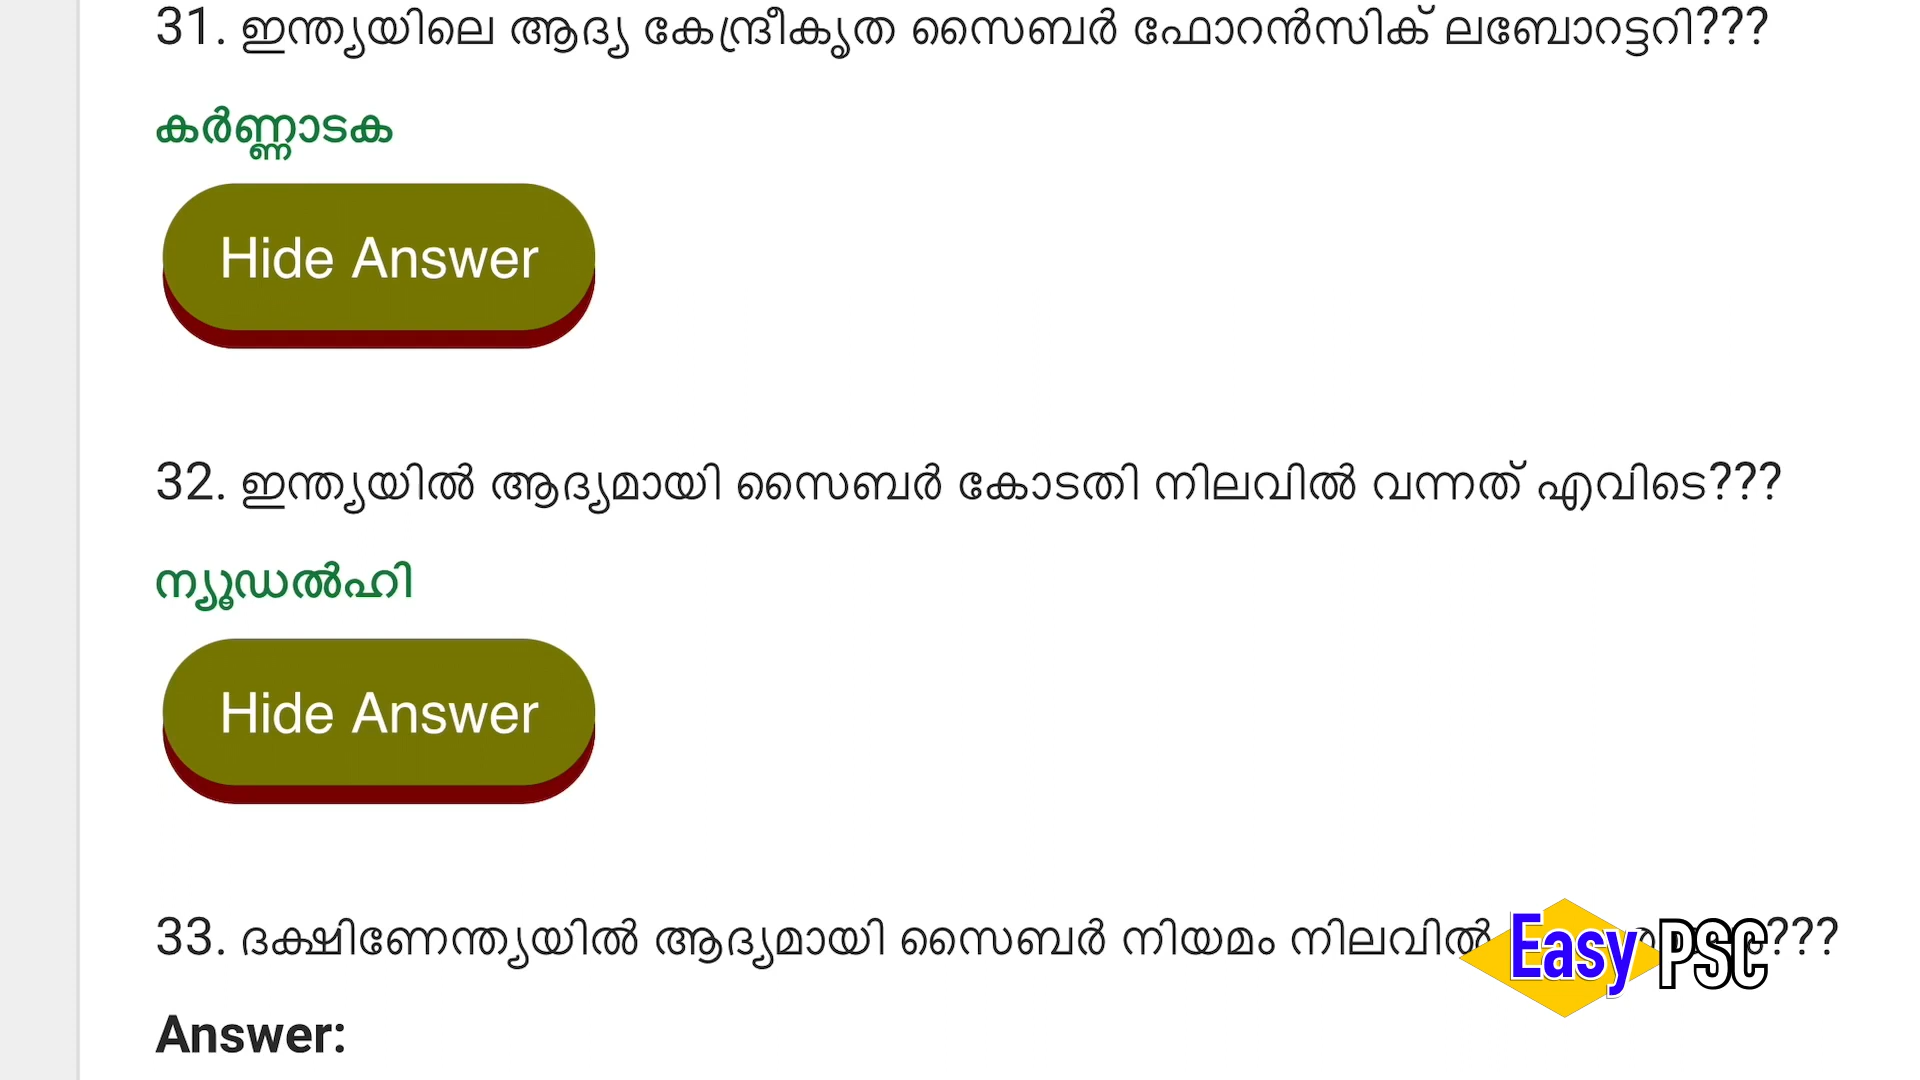 31. ഇന്ത്യയിലെ ആദ്യ കേന്ദ്രീകൃത സൈബർ ഫോറൻസിക് ലബോറട്ടറി???
കർണ്ണാടക
Hide Answer
32. ഇന്ത്യയിൽ ആദ്യമായി സൈബർ കോടതി നിലവിൽ വന്നത് എവിടെ???
ന്യൂഡൽഹി
Hide Answer
33. ദക്ഷിണേന്ത്യയിൽ ആദ്യമായി സൈബർ നിയമം നിലവിൽ ???
Easy PSC
Answer: